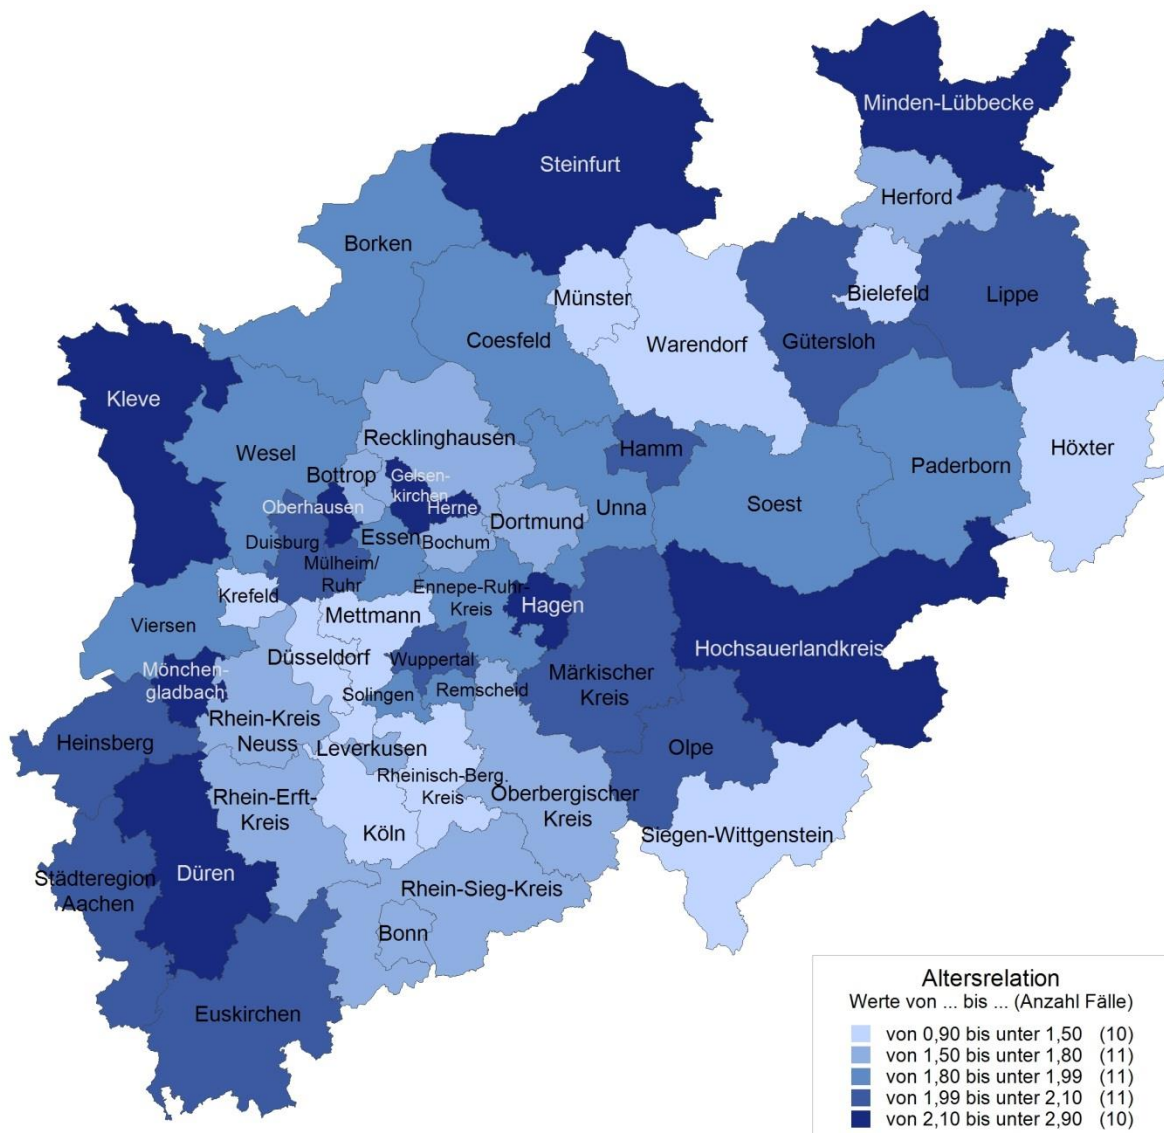 Minden-Lübbecke
Steinfurt
Herford
Borken
Münster
Bielefeld
Lippe
Coesfeld
Warendorf
Gütersloh
Kleve
Recklinghausen
Hamm
Höxter
Wesel
Paderborn
Bottrop
Gelsen-
kirchen
Soest
Oberhausen
Herne
Unna
Dortmund
Duisburg
Essen
Bochum
Mülheim/
Ruhr
Krefeld
Ennepe-Ruhr-
Kreis
Hagen
Mettmann
Viersen
Hochsauerlandkreis
Düsseldorf
Wuppertal
Mönchen-
gladbach
Märkischer
Kreis
Solingen
Remscheid
Rhein-Kreis
Neuss
Heinsberg
Leverkusen
Olpe
Rheinisch-Berg.
Kreis
Rhein-Erft-
Kreis
Oberbergischer
Kreis
Köln
Siegen-Wittgenstein
Düren
Städteregion
Aachen
Rhein-Sieg-Kreis
Bonn
Euskirchen
Altersrelation
Werte von ... bis ... (Anzahl Fälle)
von 0,90 bis unter 1,50 (10)
von 1,50 bis unter 1,80 (11)
von 1,80 bis unter 1,99 (11)
von 1,99 bis unter 2,10 (11)
von 2,10 bis unter 2,90 (10)